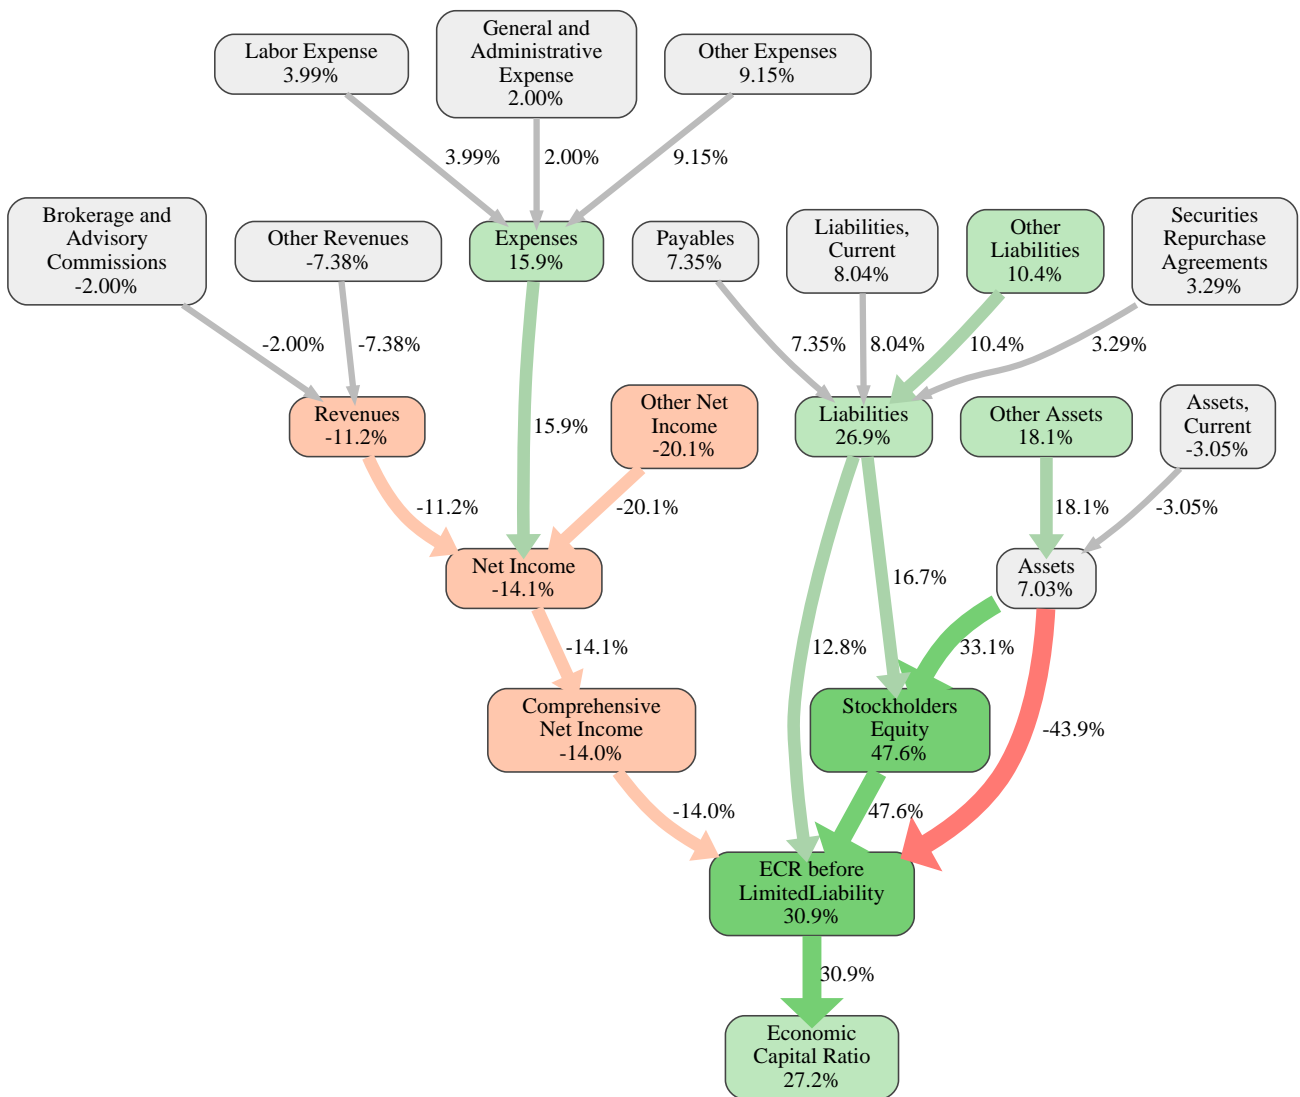 Labor Expense
3.99%
General and
Administrative
Expense
2.00%
Other Expenses
9.15%
3.99%
2.00%
9.15%
Brokerage and
Advisory
Commissions
-2.00%
Other Revenues
-7.38%
Expenses
15.9%
Payables
7.35%
Liabilities,
Current
8.04%
Other
Liabilities
10.4%
Securities
Repurchase
Agreements
3.29%
-2.00%
-7.38%
7.35%
8.04%
10.4%
3.29%
Revenues
-11.2%
15.9%
Other Net
Income
-20.1%
Liabilities
26.9%
Other Assets
18.1%
Assets,
Current
-3.05%
-11.2%
-20.1%
18.1%
-3.05%
Net Income
-14.1%
16.7%
Assets
7.03%
-14.1%
12.8%
33.1%
Comprehensive
Net Income
-14.0%
Stockholders
Equity
47.6%
-43.9%
-14.0%
47.6%
ECR before
LimitedLiability
30.9%
30.9%
Economic
Capital Ratio
27.2%